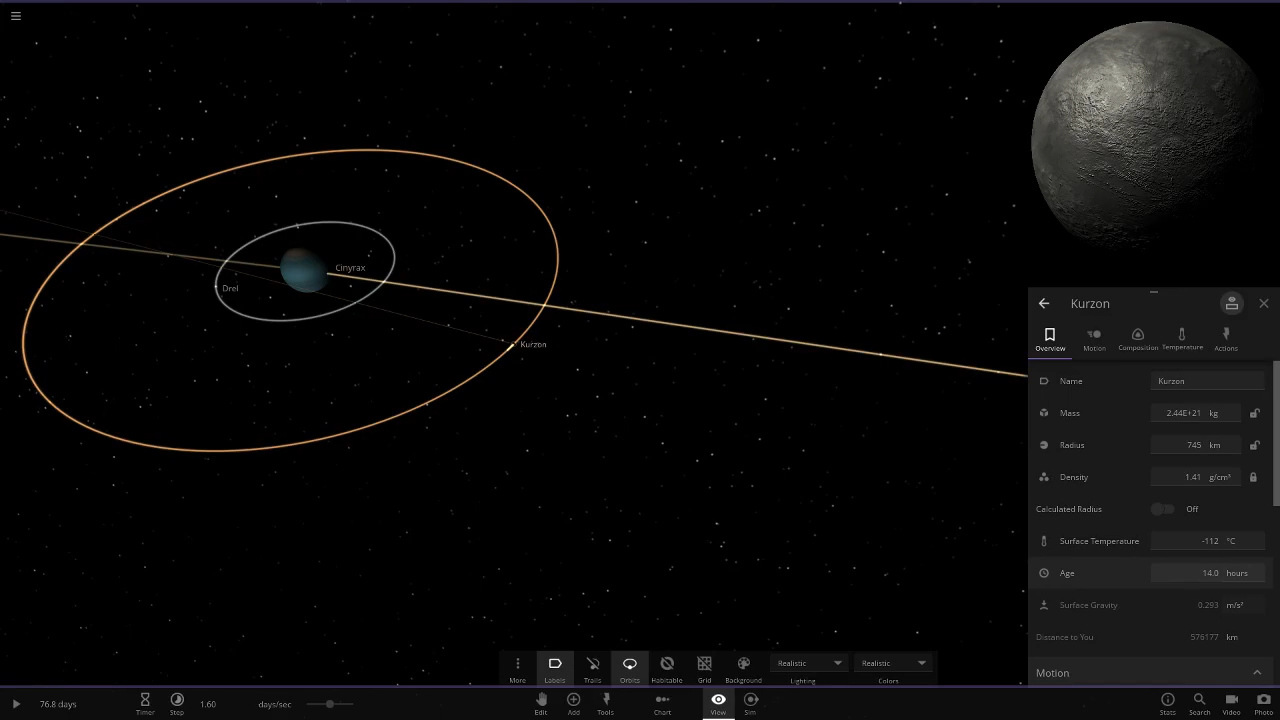 Cinyrax
Drel
Kurzon
Kurzon
Overview
Motion
Composition
Temperature
Actions
Name Kurzon
Mass 2.44E+21 kg
Radius 745 km
Density 1.41 g/cm³
Calculated Radius Off
Surface Temperature -112 °C
Age 14.0 hours
Surface Gravity 0.293 m/s²
Distance to You 576177 km
Motion
More
Labels
Trails
Orbits
Habitable
Grid
Background
Realistic
Lighting
Realistic
Colors
76.8 days
Timer
Step
1.60 days/sec
Edit
Add
Tools
Chart
View
Sim
Stats
Search
Video
Photo